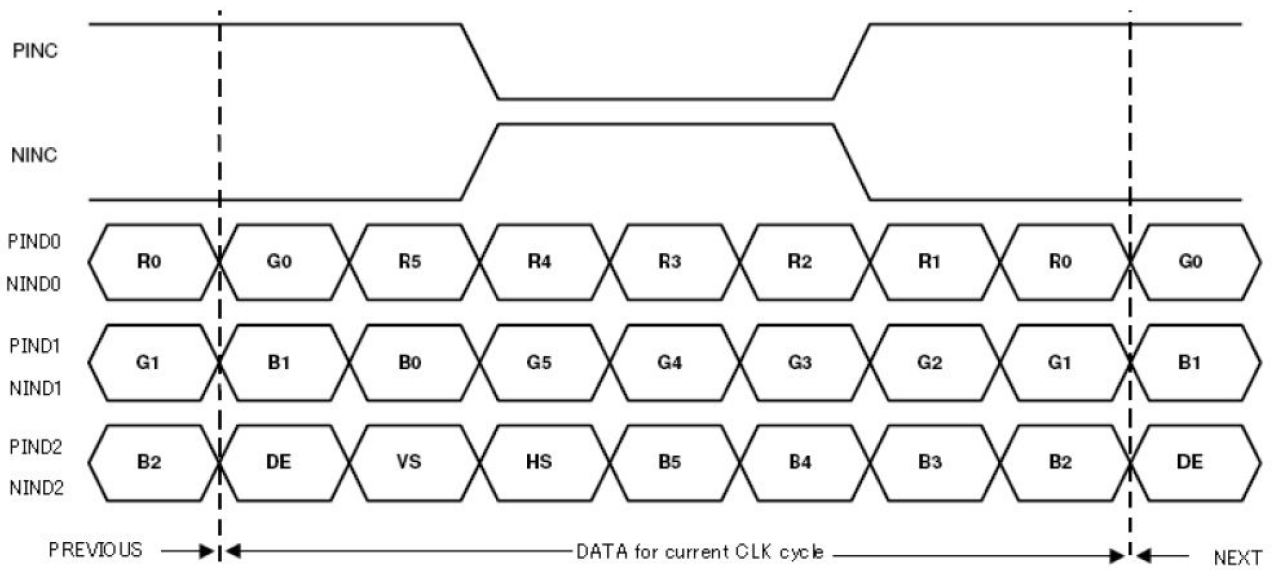 PINC
NINC
PIND0
NIND0
R0 G0 R5 R4 R3 R2 R1 R0 G0
PIND1
NIND1
G1 B1 B0 G5 G4 G3 G2 G1 B1
PIND2
NIND2
B2 DE VS HS B5 B4 B3 B2 DE
PREVIOUS DATA for current CLK cycle NEXT